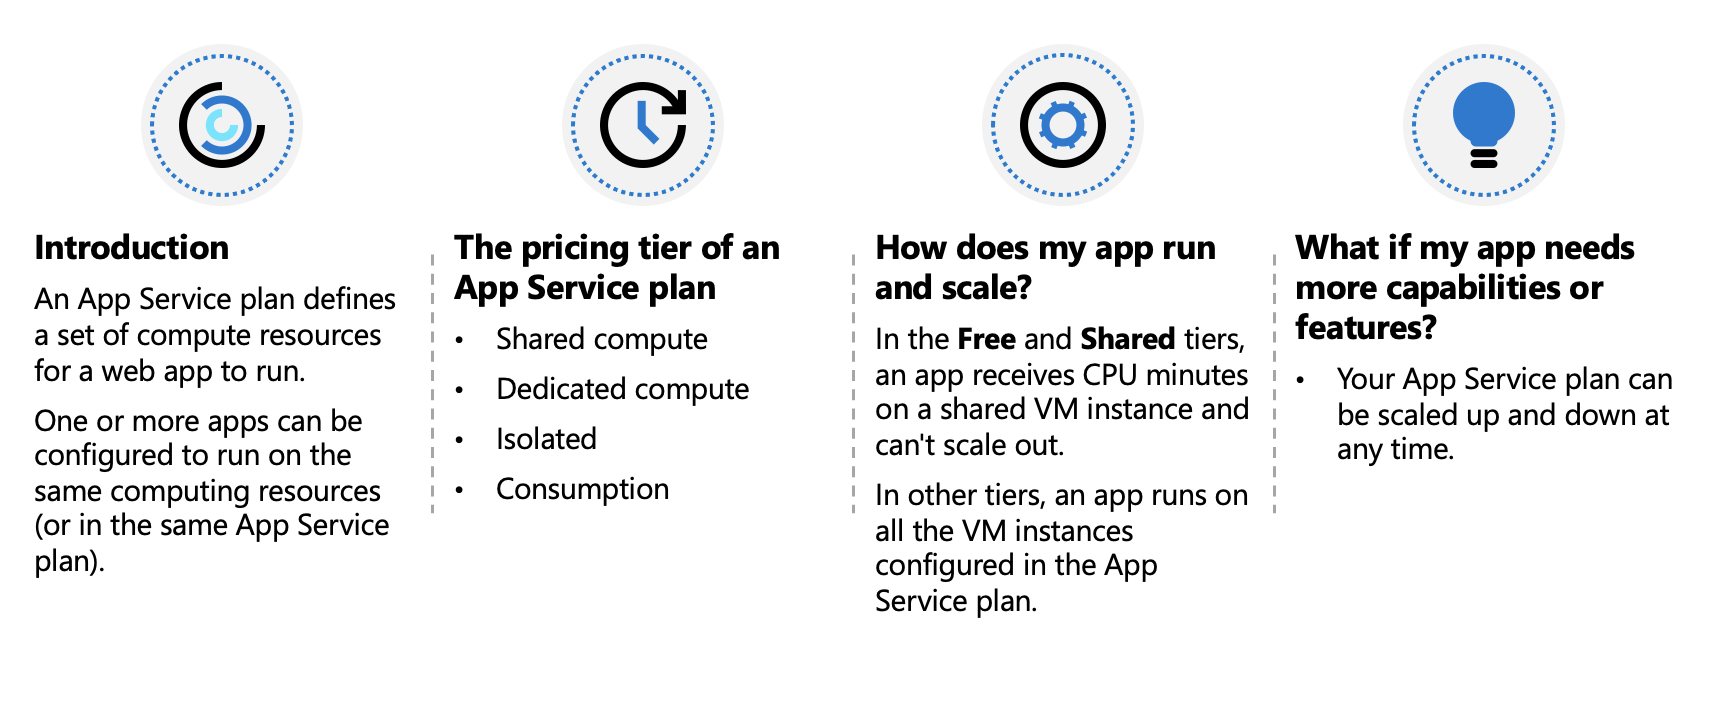 Introduction
An App Service plan defines
a set of compute resources
for a web app to run.
One or more apps can be
configured to run on the
same computing resources
(or in the same App Service
plan).
The pricing tier of an
App Service plan
• Shared compute
• Dedicated compute
• Isolated
• Consumption
How does my app run
and scale?
In the Free and Shared tiers,
an app receives CPU minutes
on a shared VM instance and
can't scale out.
In other tiers, an app runs on
all the VM instances
configured in the App
Service plan.
What if my app needs
more capabilities or
features?
• Your App Service plan can
be scaled up and down at
any time.